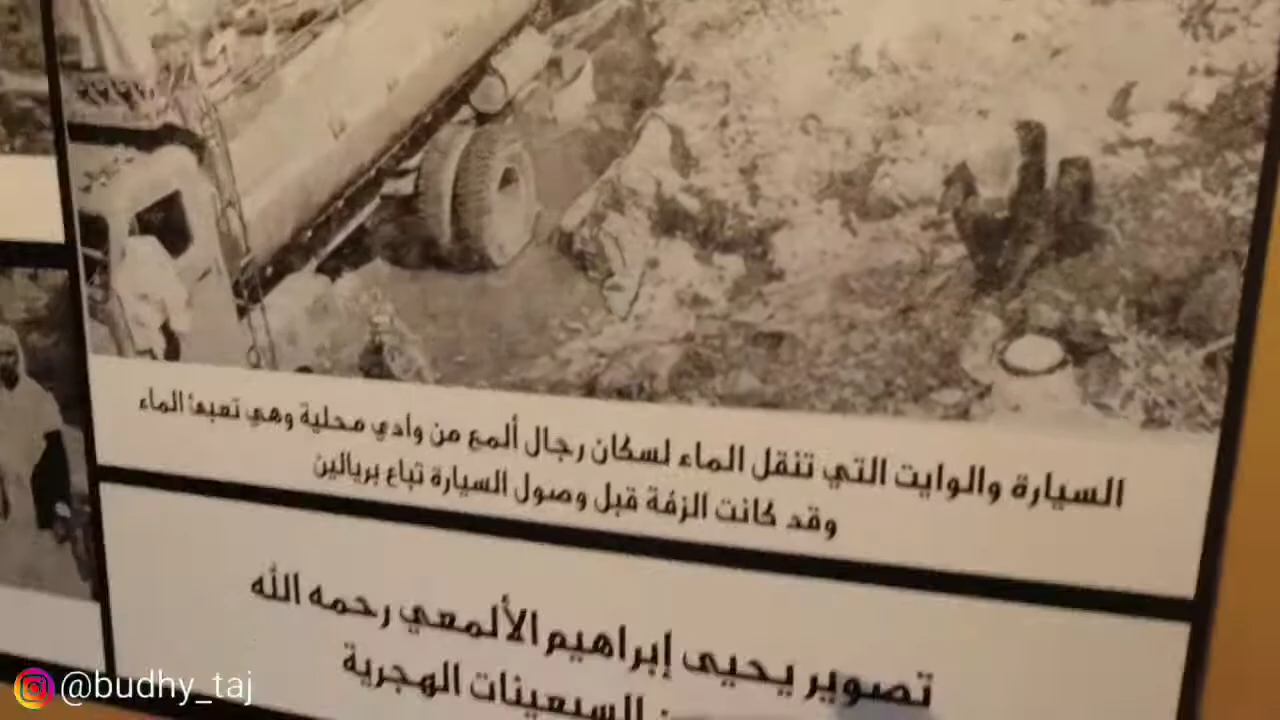 السيارة والوايت التي تنقل الماء لسكان رجال ألمع من وادي محلية وهي تعبئ الماء
وقد كانت الزفة قبل وصول السيارة تباع بريالين
تصوير يحيى إبراهيم الألمعي رحمه الله
السبعينات الهجرية
@budhy_taj